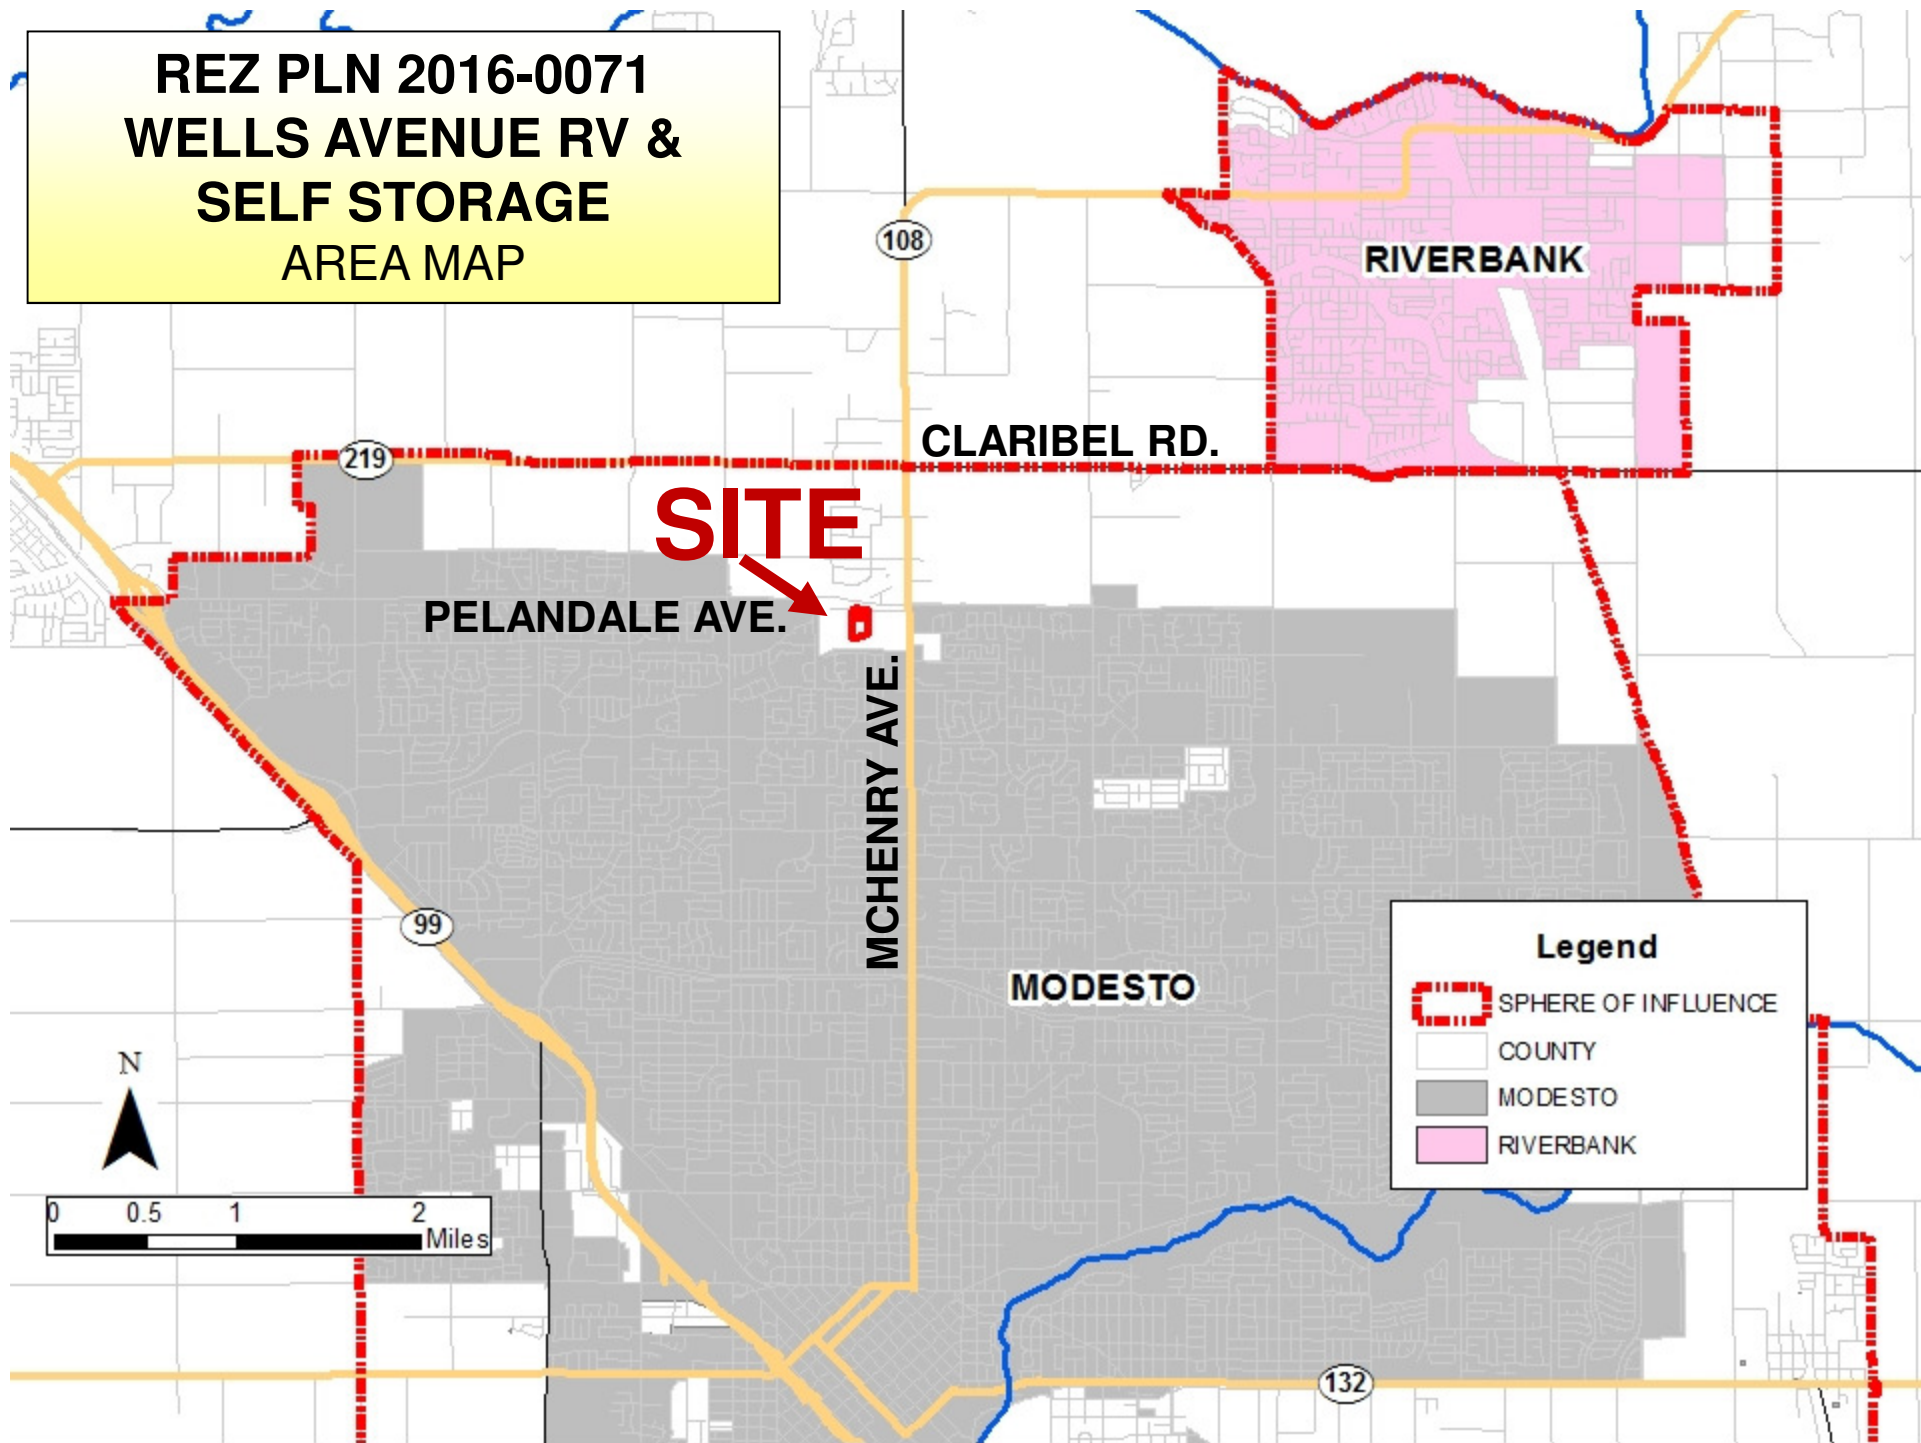 REZ PLN 2016-0071
WELLS AVENUE RV &
SELF STORAGE
AREA MAP
108
RIVERBANK
CLARIBEL RD.
219
SITE
PELANDALE AVE.
MCHENRY AVE.
99
MODESTO
Legend
SPHERE OF INFLUENCE
COUNTY
MODESTO
RIVERBANK
N
0 0.5 1 2
Miles
132